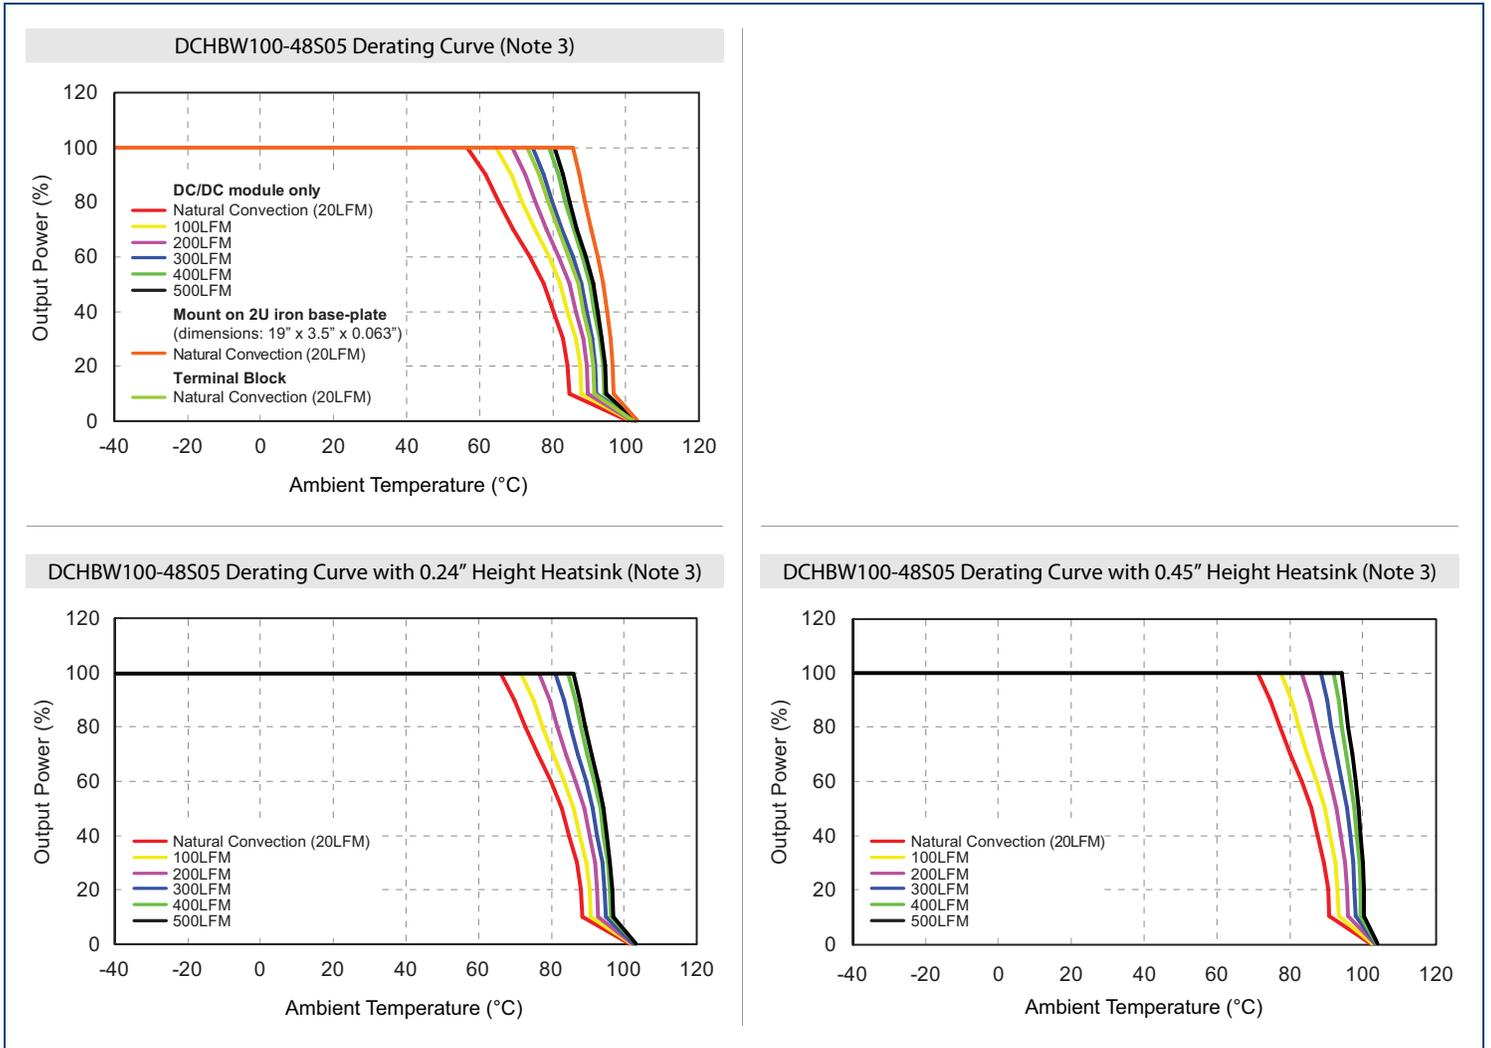 DCHBW100-48S05 Derating Curve (Note 3)
120
100
80
60
40
20
0
-40 -20 0 20 40 60 80 100 120
Output Power (%)
Ambient Temperature (°C)
DC/DC module only
Natural Convection (20LFM)
100LFM
200LFM
300LFM
400LFM
500LFM
Mount on 2U iron base-plate
(dimensions: 19” x 3.5” x 0.063”)
Natural Convection (20LFM)
Terminal Block
Natural Convection (20LFM)
DCHBW100-48S05 Derating Curve with 0.24” Height Heatsink (Note 3)
120
100
80
60
40
20
0
-40 -20 0 20 40 60 80 100 120
Output Power (%)
Ambient Temperature (°C)
Natural Convection (20LFM)
100LFM
200LFM
300LFM
400LFM
500LFM
DCHBW100-48S05 Derating Curve with 0.45” Height Heatsink (Note 3)
120
100
80
60
40
20
0
-40 -20 0 20 40 60 80 100 120
Output Power (%)
Ambient Temperature (°C)
Natural Convection (20LFM)
100LFM
200LFM
300LFM
400LFM
500LFM